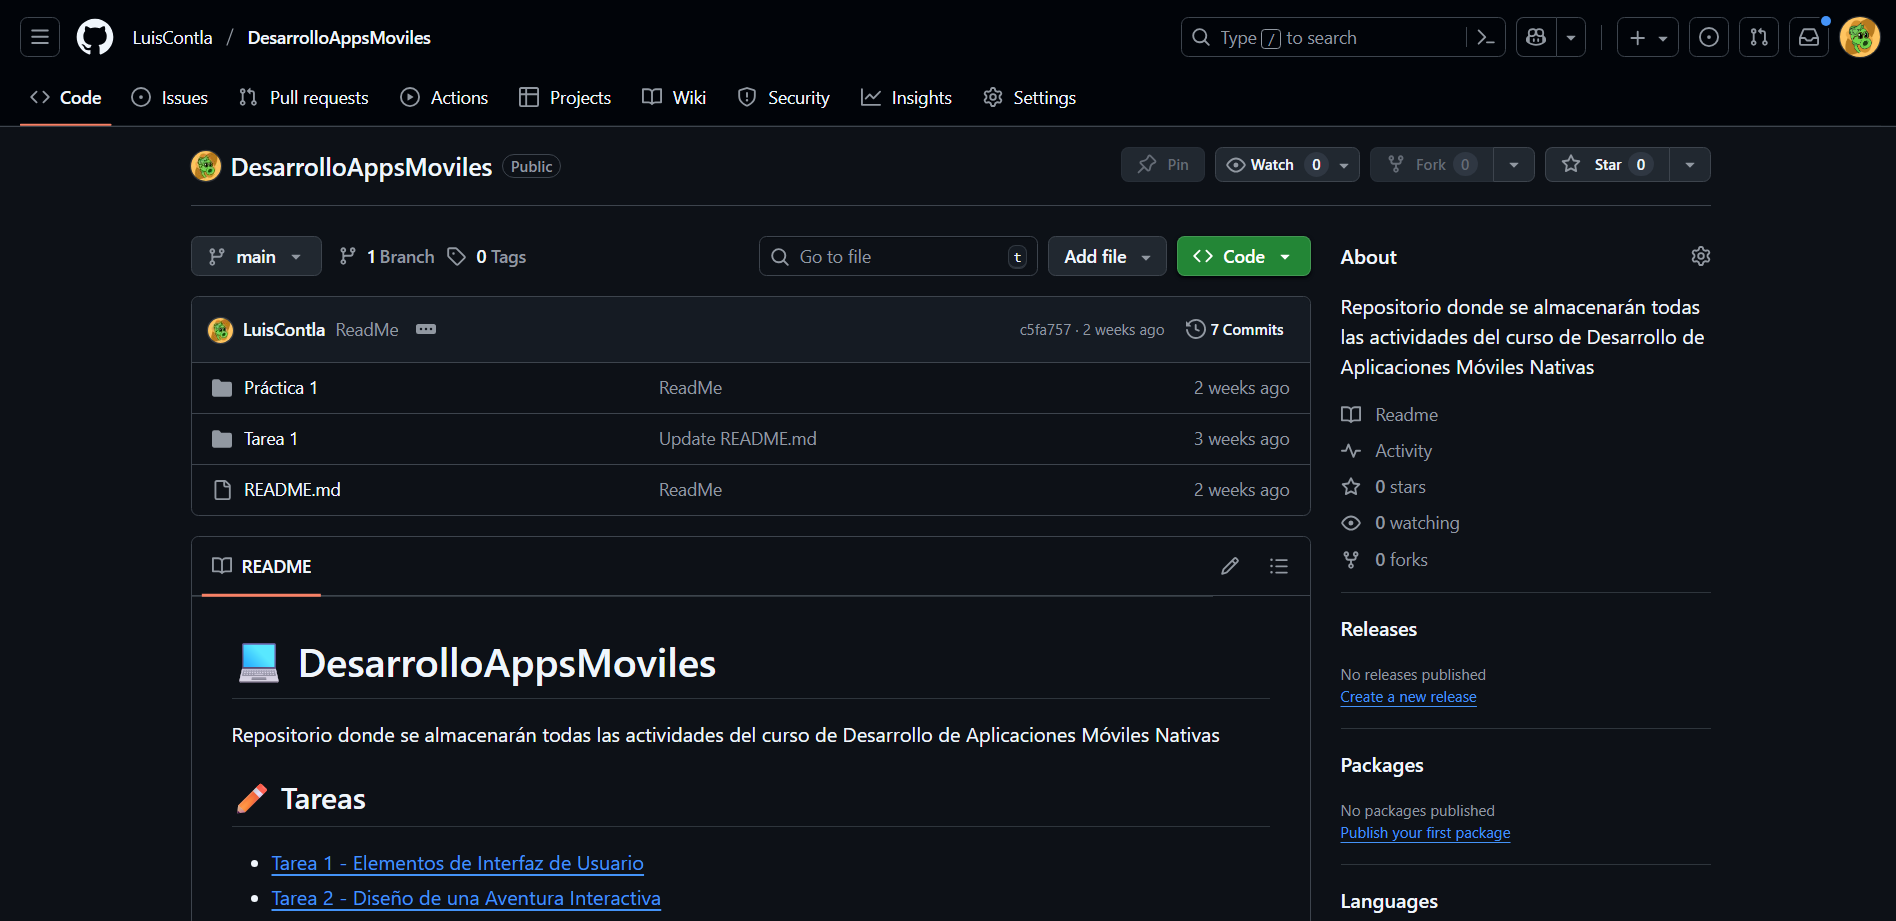 LuisContla / DesarrolloAppsMoviles
Type / to search
Code
Issues
Pull requests
Actions
Projects
Wiki
Security
Insights
Settings
DesarrolloAppsMoviles Public
Pin
Watch 0
Fork 0
Star 0
main
1 Branch
0 Tags
Go to file t
Add file
Code
LuisContla ReadMe
c5fa757 · 2 weeks ago
7 Commits
Práctica 1 ReadMe 2 weeks ago
Tarea 1 Update README.md 3 weeks ago
README.md ReadMe 2 weeks ago
README
DesarrolloAppsMoviles
Repositorio donde se almacenarán todas las actividades del curso de Desarrollo de Aplicaciones Móviles Nativas
Tareas
Tarea 1 - Elementos de Interfaz de Usuario
Tarea 2 - Diseño de una Aventura Interactiva
About
Repositorio donde se almacenarán todas
las actividades del curso de Desarrollo de
Aplicaciones Móviles Nativas
Readme
Activity
0 stars
0 watching
0 forks
Releases
No releases published
Create a new release
Packages
No packages published
Publish your first package
Languages